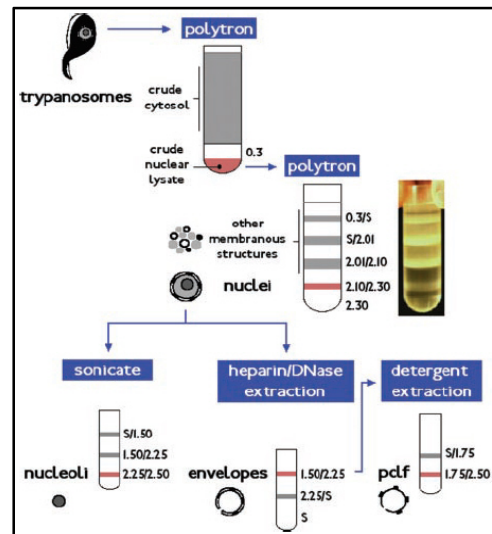 polytron
trypanosomes
crude
cytosol
crude
nuclear
lysate
0.3
polytron
other
membranous
structures
0.3/S
S/2.01
2.01/2.10
2.10/2.30
2.30
nuclei
sonicate
heparin/DNase
extraction
detergent
extraction
S/1.50
1.50/2.25
2.25/2.50
nucleoli
envelopes
1.50/2.25
2.25/S
S
pclf
S/1.75
1.75/2.50